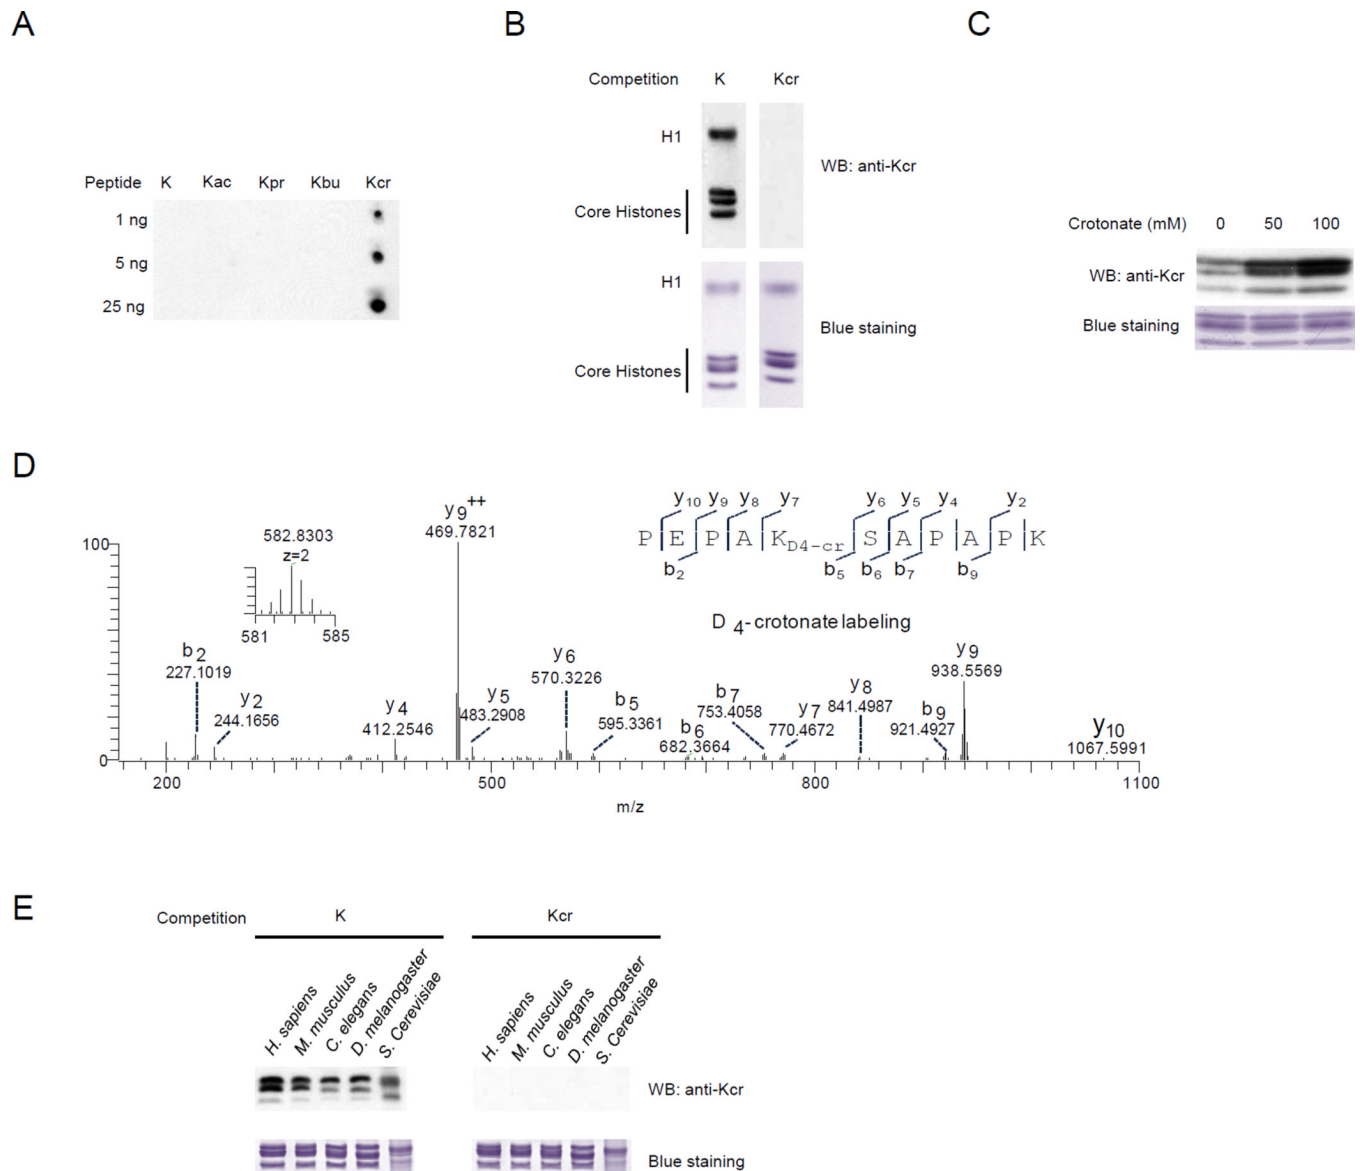 A
B
C
Peptide K Kac Kpr Kbu Kcr
1 ng
5 ng
25 ng
Competition K Kcr
H1
WB: anti-Kcr
Core Histones
H1
Blue staining
Core Histones
Crotonate (mM) 0 50 100
WB: anti-Kcr
Blue staining
D
y9++
469.7821
582.8303
z=2
581 585
100
0
b2
227.1019
y2
244.1656
y4
412.2546
y5
483.2908
y6
570.3226
b5
595.3361
b6
682.3664
b7
753.4058
y7
770.4672
y8
841.4987
b9
921.4927
y9
938.5569
y10
1067.5991
200 500 800 1100
m/z
y10 y9 y8 y7 y6 y5 y4 y2
P E P A K D4-cr S A P A P K
b2 b5 b6 b7 b9
D 4- crotonate labeling
E
Competition K Kcr
H. sapiens
M. musculus
C. elegans
D. melanogaster
S. Cerevisiae
H. sapiens
M. musculus
C. elegans
D. melanogaster
S. Cerevisiae
WB: anti-Kcr
Blue staining